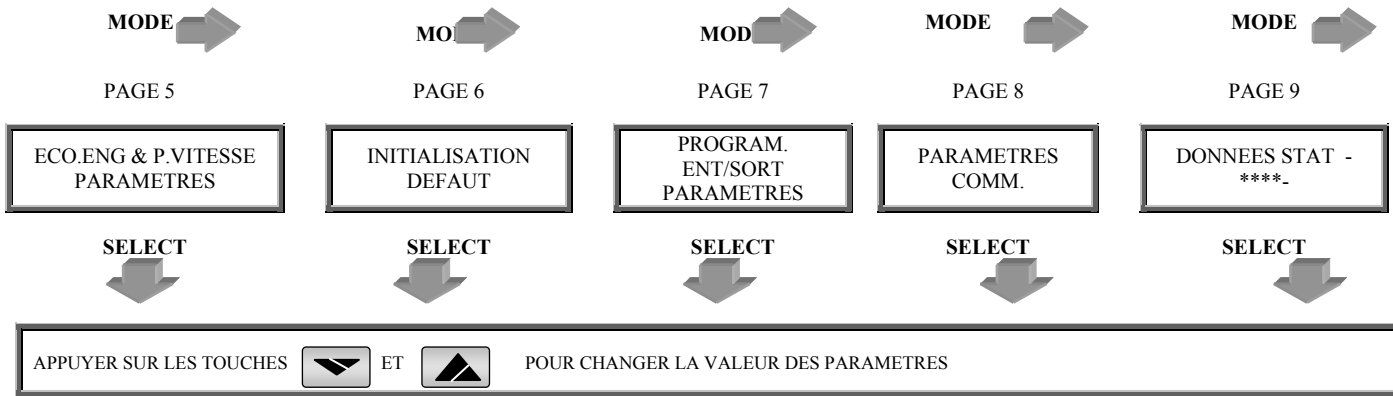 MODE MO MOD MODE MODE
PAGE 5 PAGE 6 PAGE 7 PAGE 8 PAGE 9
ECO.ENG & P.VITESSE
PARAMETRES
INITIALISATION
DEFAUT
PROGRAM.
ENT/SORT
PARAMETRES
PARAMETRES
COMM.
DONNEES STAT -
****-
SELECT SELECT SELECT SELECT SELECT
APPUYER SUR LES TOUCHES ET POUR CHANGER LA VALEUR DES PARAMETRES